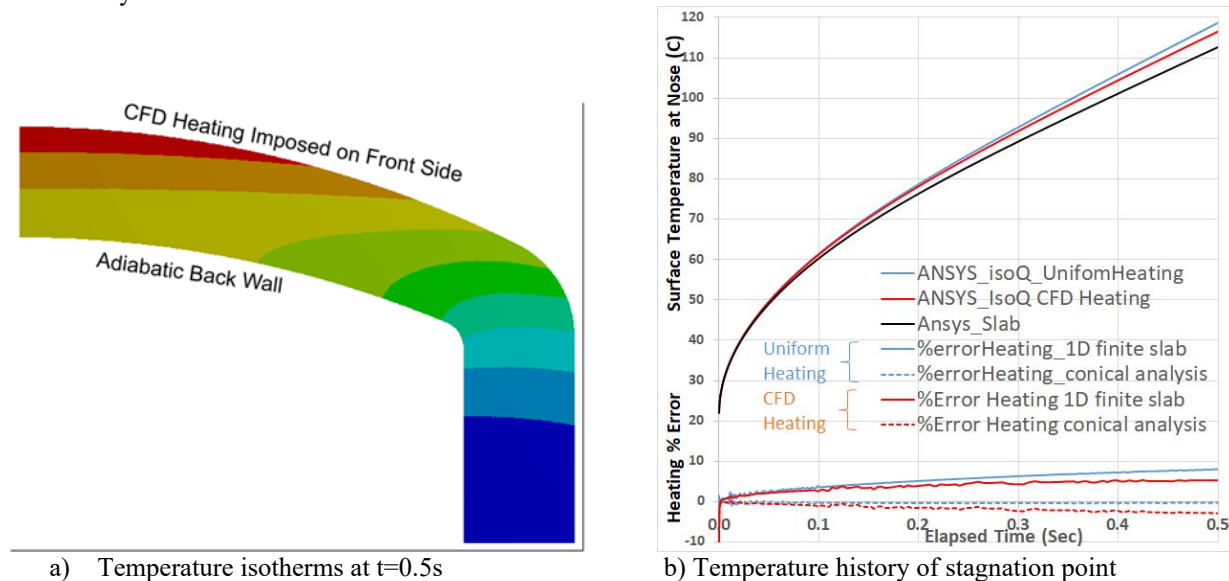 CFD Heating Imposed on Front Side
Adiabatic Back Wall
a) Temperature isotherms at t=0.5s
Surface Temperature at Nose (C)
Heating % Error
120
110
100
90
80
70
60
50
40
30
20
10
0
-10
ANSYS_isoQ_UnifomHeating
ANSYS_IsoQ CFD Heating
Ansys_Slab
Uniform
Heating
%errorHeating_1D finite slab
%errorHeating_conical analysis
CFD
Heating
%Error Heating 1D finite slab
%Error Heating conical analysis
0.0 0.1 0.2 0.3 0.4 0.5
Elapsed Time (Sec)
b) Temperature history of stagnation point